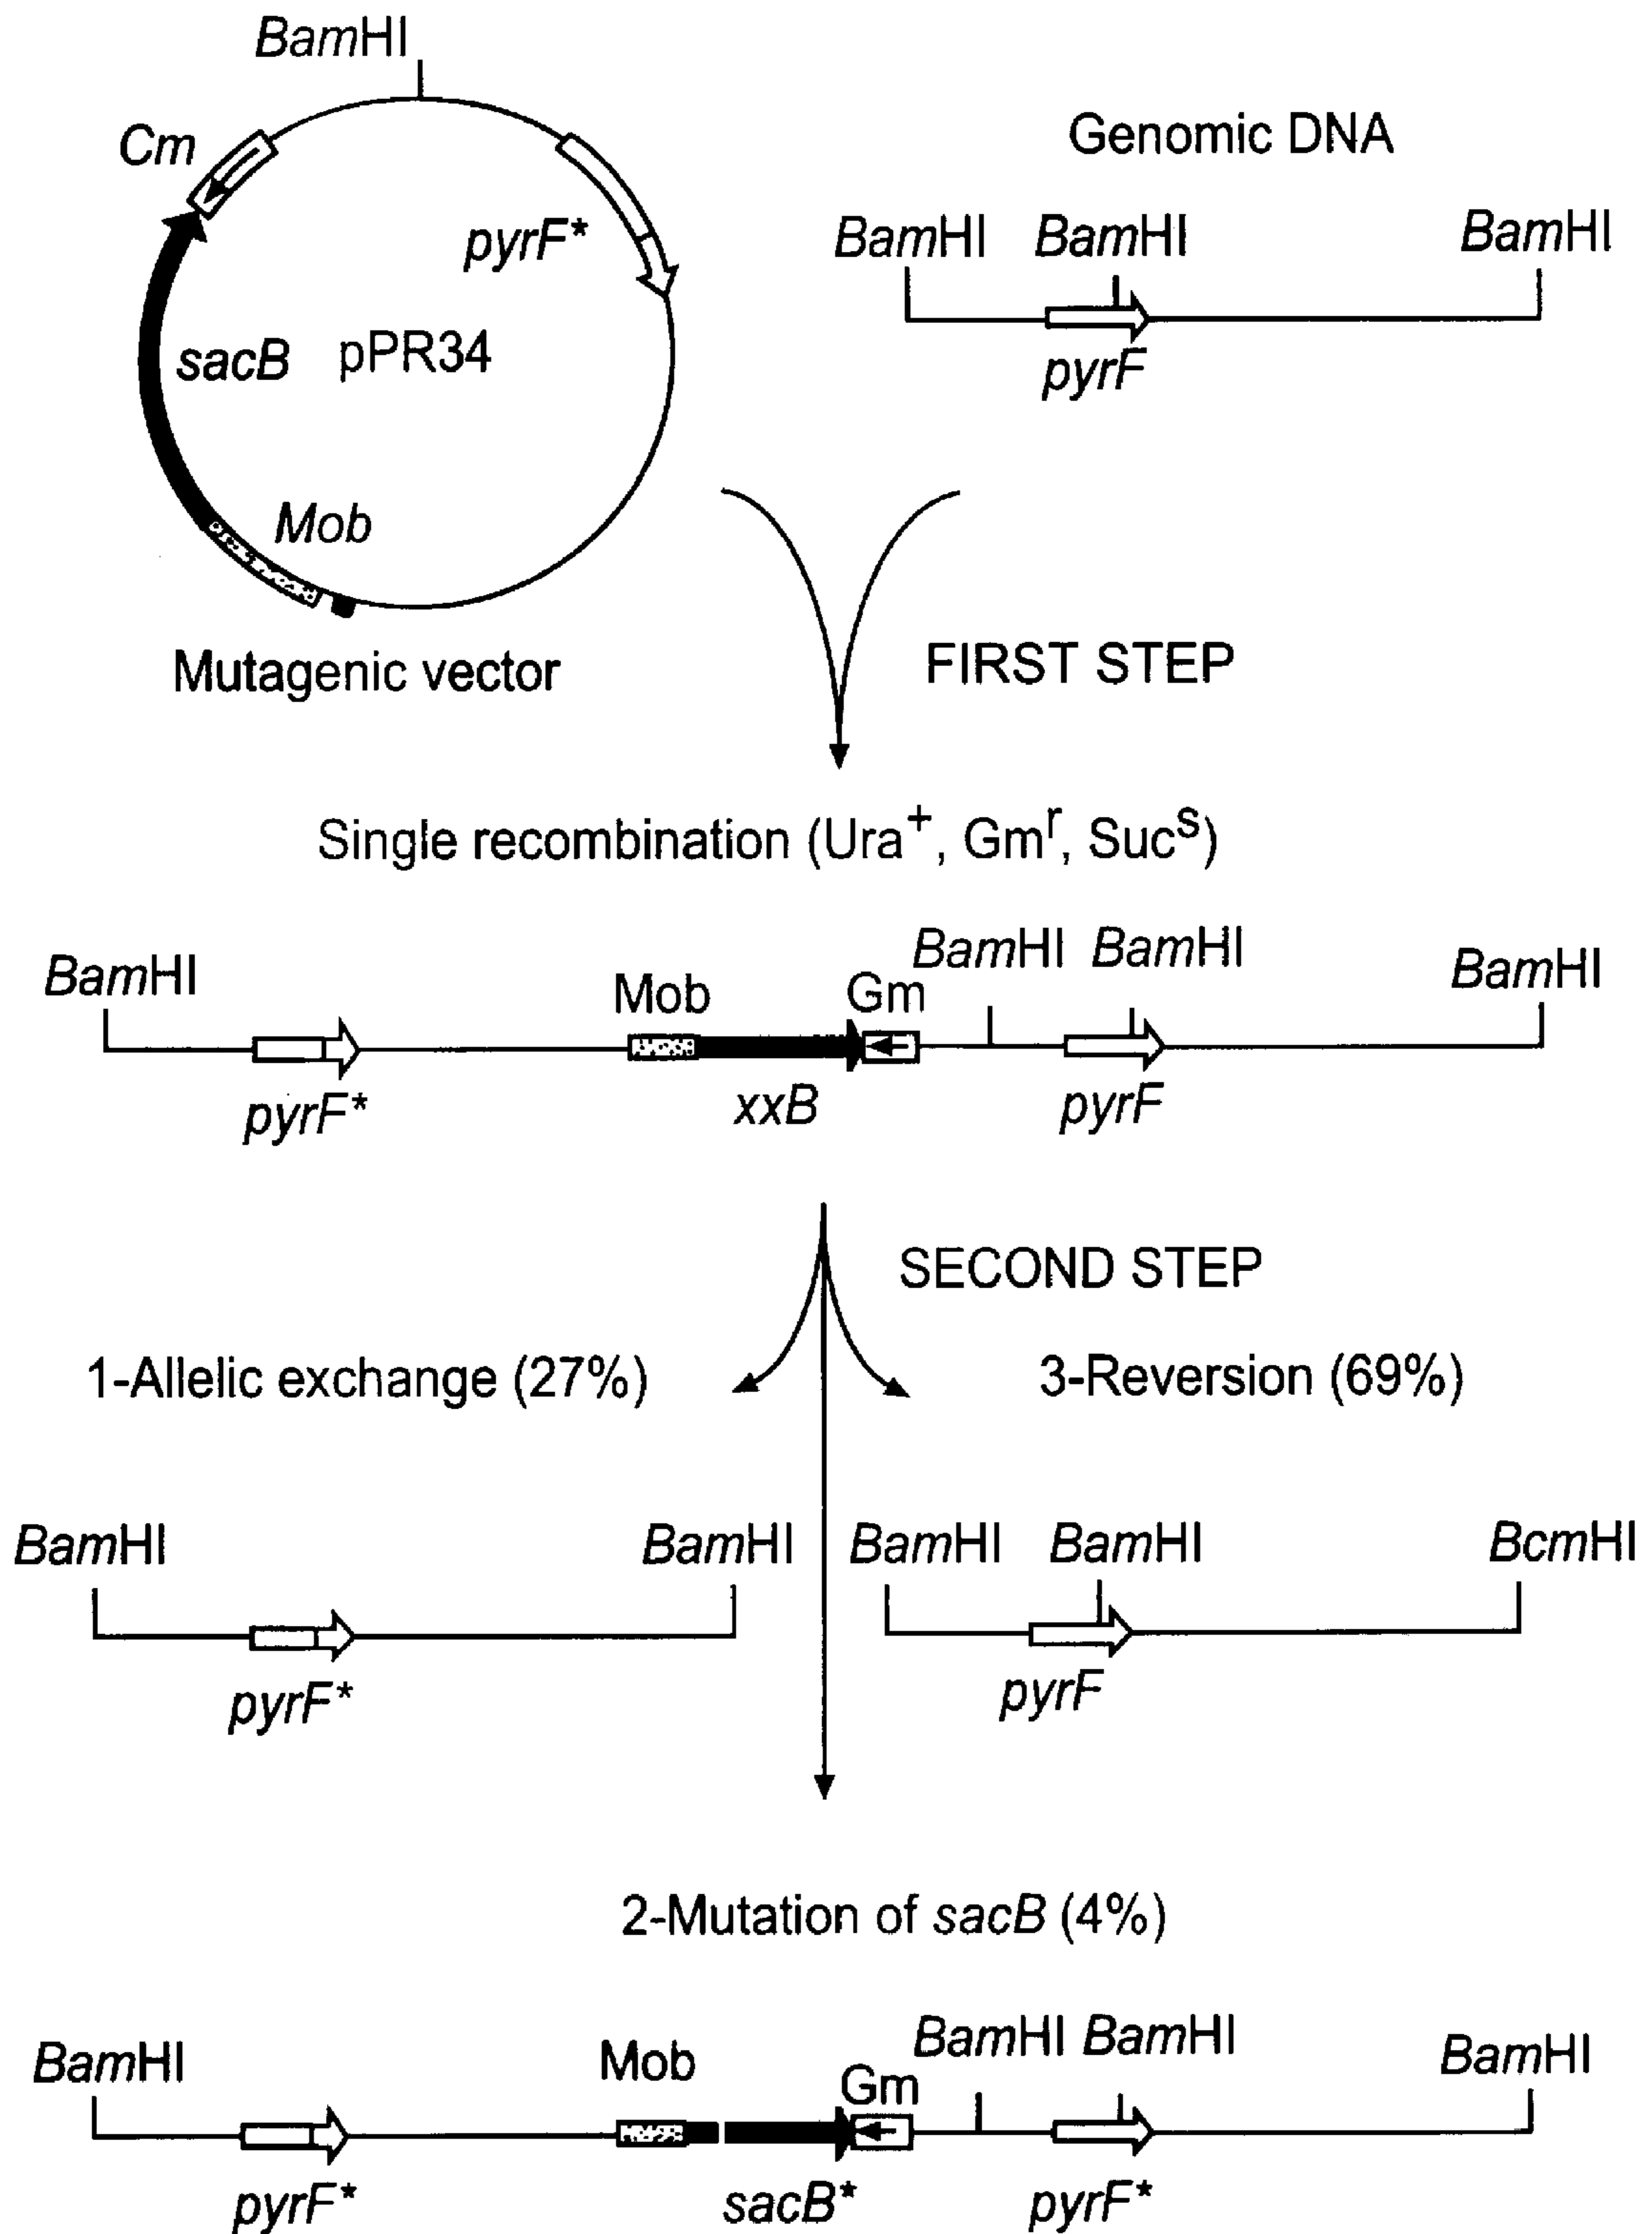 BamHI
Cm
pyrF*
sacB pPR34
Mob
Mutagenic vector
Genomic DNA
BamHI BamHI BamHI
pyrF
FIRST STEP
Single recombination (Ura+, Gmr, Sucs)
BamHI Mob Gm BamHI BamHI BamHI
pyrF* xxB pyrF
SECOND STEP
1-Allelic exchange (27%)
3-Reversion (69%)
BamHI BamHI
pyrF*
BamHI BamHI BcmHI
pyrF
2-Mutation of sacB (4%)
BamHI Mob Gm BamHI BamHI BamHI
pyrF* sacB* pyrF*